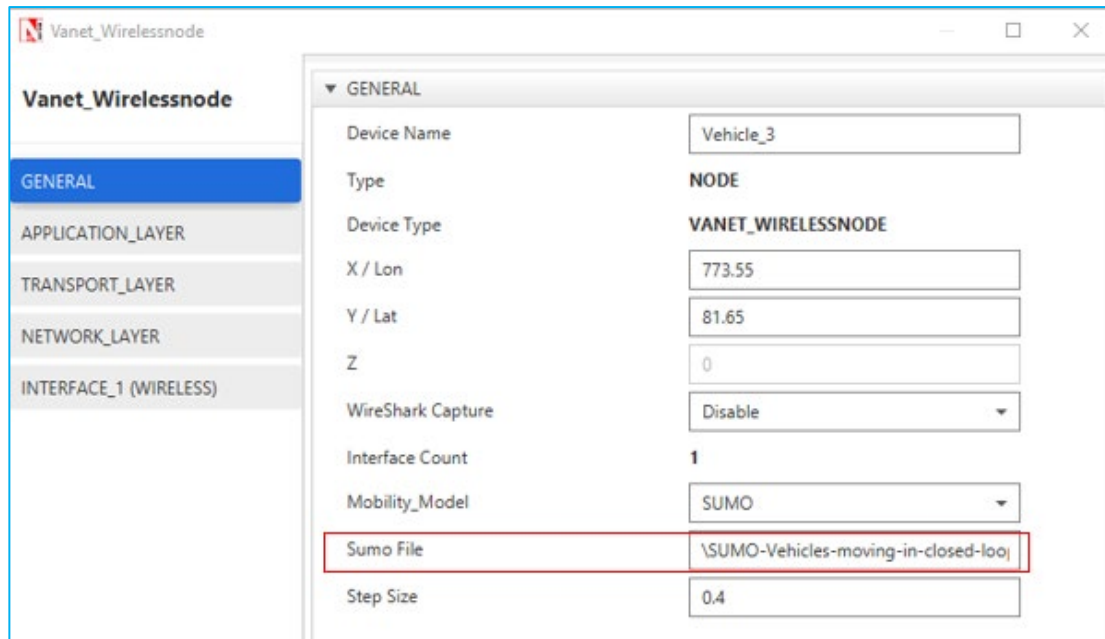 Vanet_Wirelessnode
Vanet_Wirelessnode
GENERAL
APPLICATION_LAYER
TRANSPORT_LAYER
NETWORK_LAYER
INTERFACE_1 (WIRELESS)
GENERAL
Device Name Vehicle_3
Type NODE
Device Type VANET_WIRELESSNODE
X / Lon 773.55
Y / Lat 81.65
Z 0
WireShark Capture Disable
Interface Count 1
Mobility_Model SUMO
Sumo File \SUMO-Vehicles-moving-in-closed-loop
Step Size 0.4